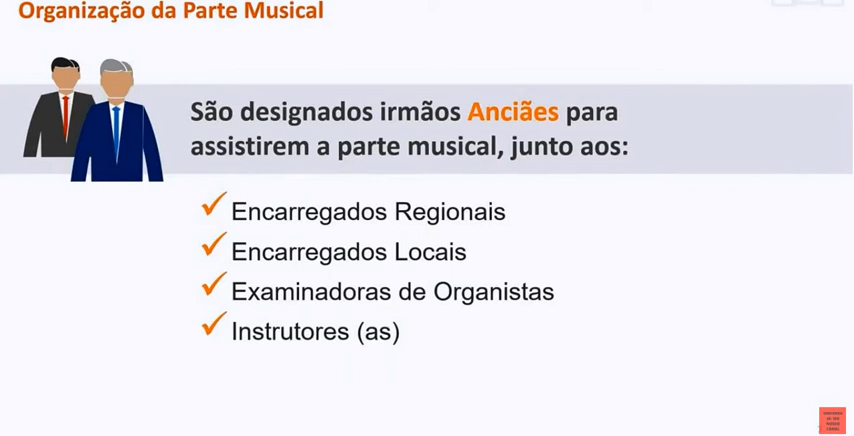 Organização da Parte Musical
São designados irmãos Anciães para
assistirem a parte musical, junto aos:
Encarregados Regionais
Encarregados Locais
Examinadoras de Organistas
Instrutores (as)